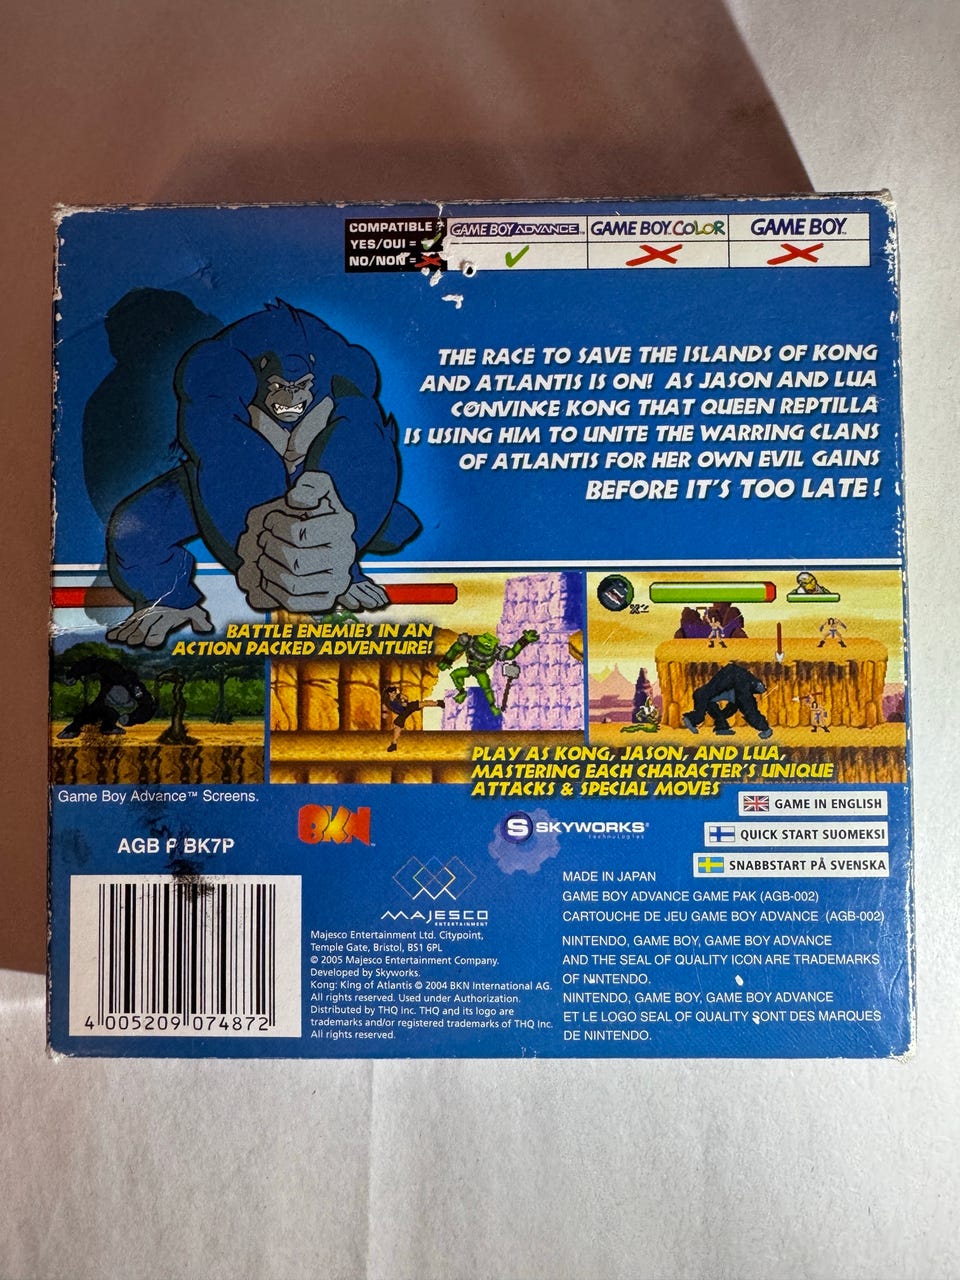 COMPATIBLE ?
YES/OUI =
NO/NON =
GAME BOY ADVANCE™
GAME BOY COLOR
GAME BOY™
THE RACE TO SAVE THE ISLANDS OF KONG
AND ATLANTIS IS ON! AS JASON AND LUA
CONVINCE KONG THAT QUEEN REPTILLA
IS USING HIM TO UNITE THE WARRING CLANS
OF ATLANTIS FOR HER OWN EVIL GAINS
BEFORE IT'S TOO LATE!
BATTLE ENEMIES IN AN
ACTION PACKED ADVENTURE!
PLAY AS KONG, JASON, AND LUA,
MASTERING EACH CHARACTER'S UNIQUE
ATTACKS & SPECIAL MOVES
Game Boy Advance™ Screens.
GAME IN ENGLISH
QUICK START SUOMEKSI
SNABBSTART PÅ SVENSKA
AGB P BK7P
BKN™
SKYWORKS®
Technologies
MAJESCO
ENTERTAINMENT
Majesco Entertainment Ltd. Citypoint,
Temple Gate, Bristol, BS1 6PL
© 2005 Majesco Entertainment Company.
Developed by Skyworks.
Kong: King of Atlantis © 2004 BKN International AG.
All rights reserved. Used under Authorization.
Distributed by THQ Inc. THQ and its logo are
trademarks and/or registered trademarks of THQ Inc.
All rights reserved.
MADE IN JAPAN
GAME BOY ADVANCE GAME PAK (AGB-002)
CARTOUCHE DE JEU GAME BOY ADVANCE (AGB-002)
NINTENDO, GAME BOY, GAME BOY ADVANCE
AND THE SEAL OF QUALITY ICON ARE TRADEMARKS
OF NINTENDO.
NINTENDO, GAME BOY, GAME BOY ADVANCE
ET LE LOGO SEAL OF QUALITY SONT DES MARQUES
DE NINTENDO.
4 005209 074872